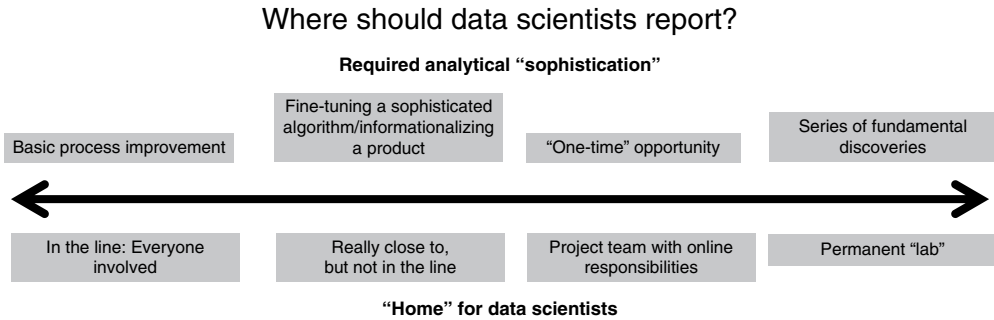 Where should data scientists report?
Required analytical “sophistication”
Basic process improvement
Fine-tuning a sophisticated
algorithm/informationalizing
a product
“One-time” opportunity
Series of fundamental
discoveries
In the line: Everyone
involved
Really close to,
but not in the line
Project team with online
responsibilities
Permanent “lab”
“Home” for data scientists